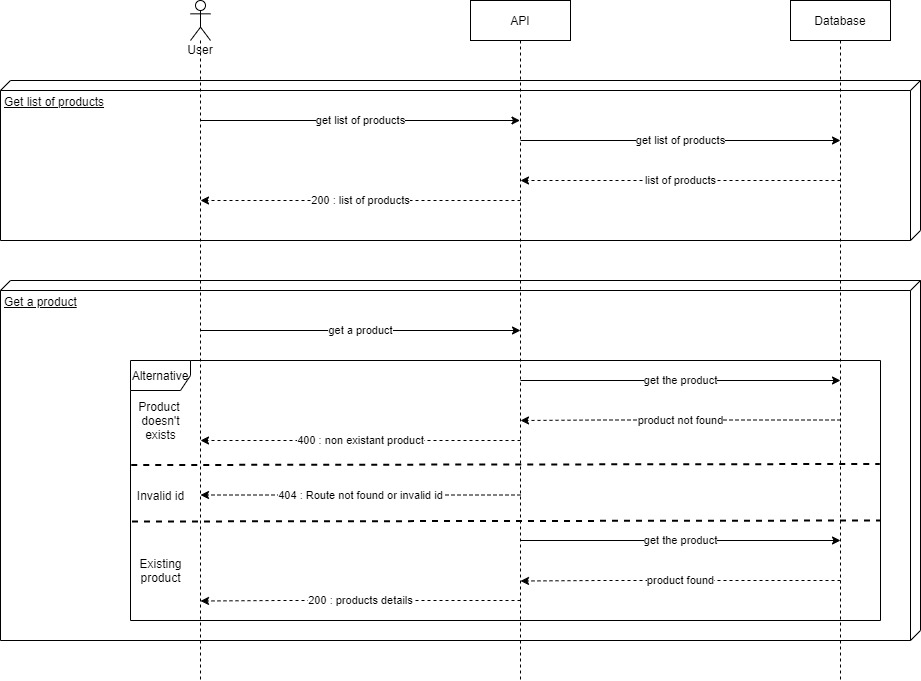 User
API
Database
Get list of products
get list of products
get list of products
list of products
200 : list of products
Get a product
get a product
Alternative
get the product
Product
doesn't
exists
product not found
400 : non existant product
Invalid id
404 : Route not found or invalid id
get the product
Existing
product
product found
200 : products details